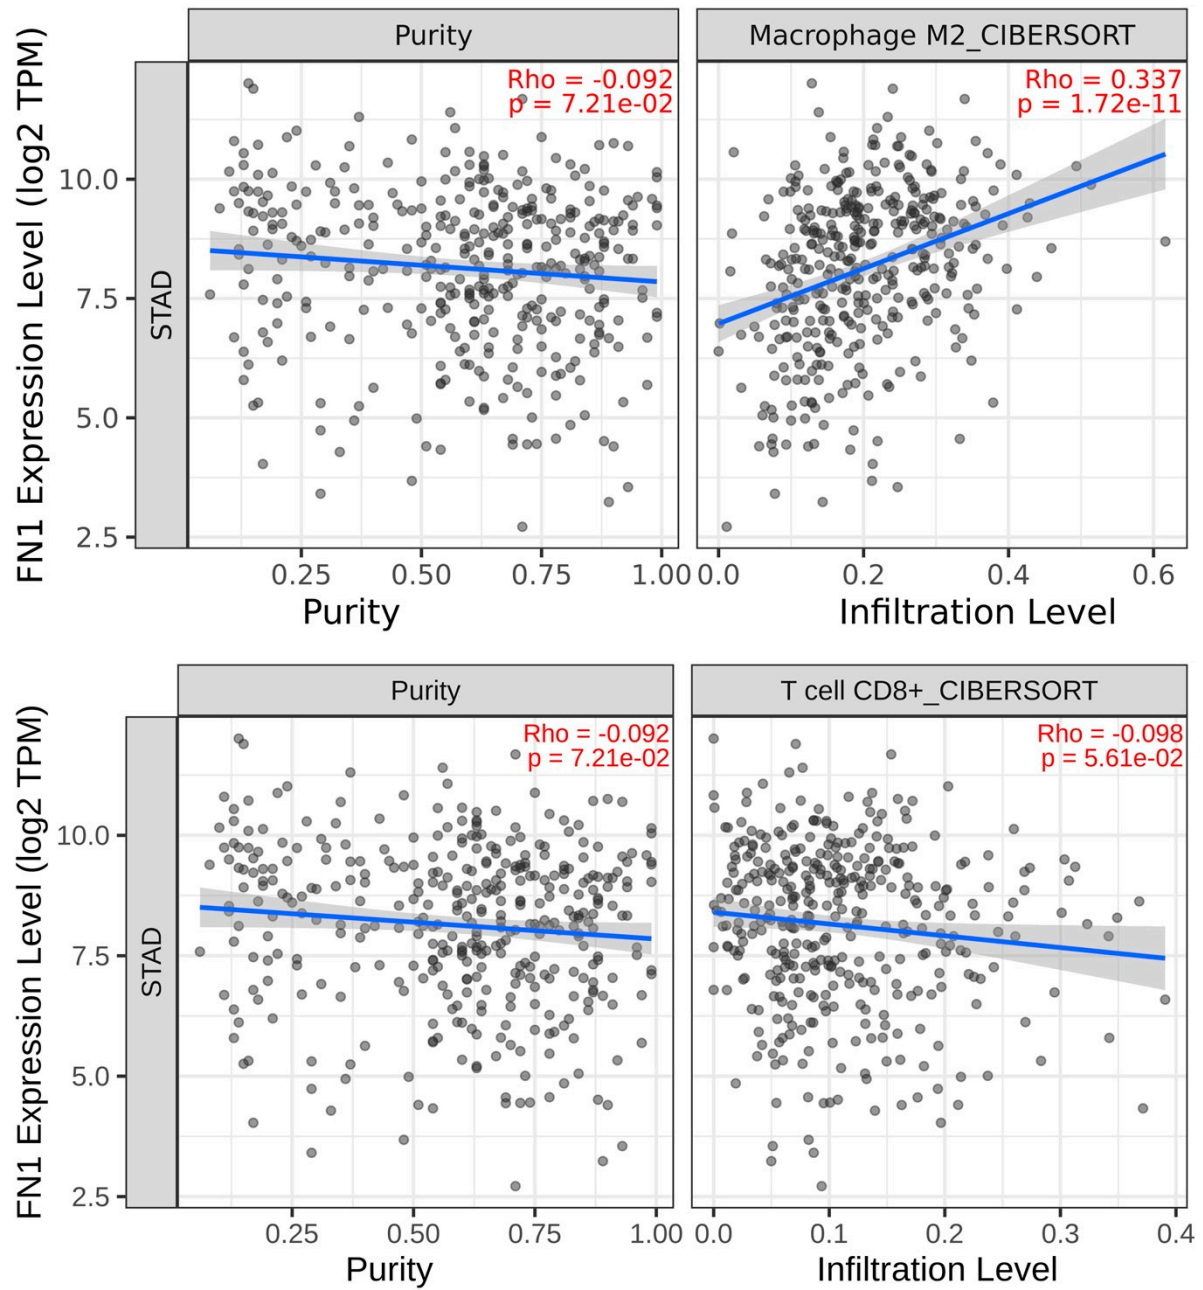 Purity
Macrophage M2_CIBERSORT
FN1 Expression Level (log2 TPM)
STAD
Rho = -0.092
p = 7.21e-02
Rho = 0.337
p = 1.72e-11
10.0
7.5
5.0
2.5
0.25 0.50 0.75 1.00
0.0 0.2 0.4 0.6
Purity
Infiltration Level
Purity
T cell CD8+_CIBERSORT
FN1 Expression Level (log2 TPM)
STAD
Rho = -0.092
p = 7.21e-02
Rho = -0.098
p = 5.61e-02
10.0
7.5
5.0
2.5
0.25 0.50 0.75 1.00
0.0 0.1 0.2 0.3 0.4
Purity
Infiltration Level